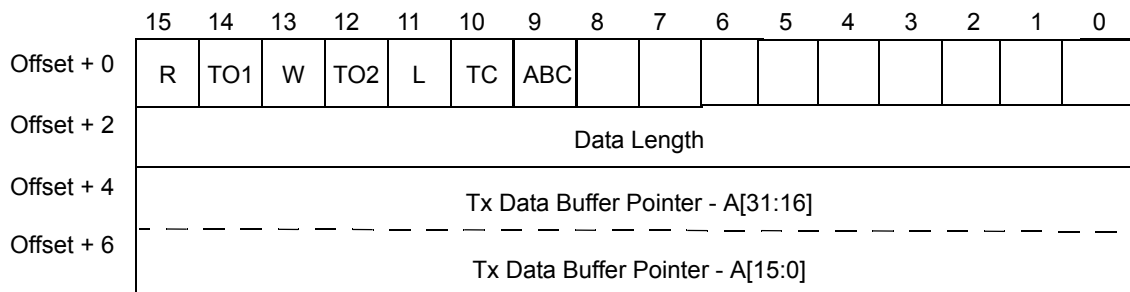 15 14 13 12 11 10 9 8 7 6 5 4 3 2 1 0
Offset + 0 R TO1 W TO2 L TC ABC
Offset + 2 Data Length
Offset + 4 Tx Data Buffer Pointer - A[31:16]
Offset + 6 Tx Data Buffer Pointer - A[15:0]